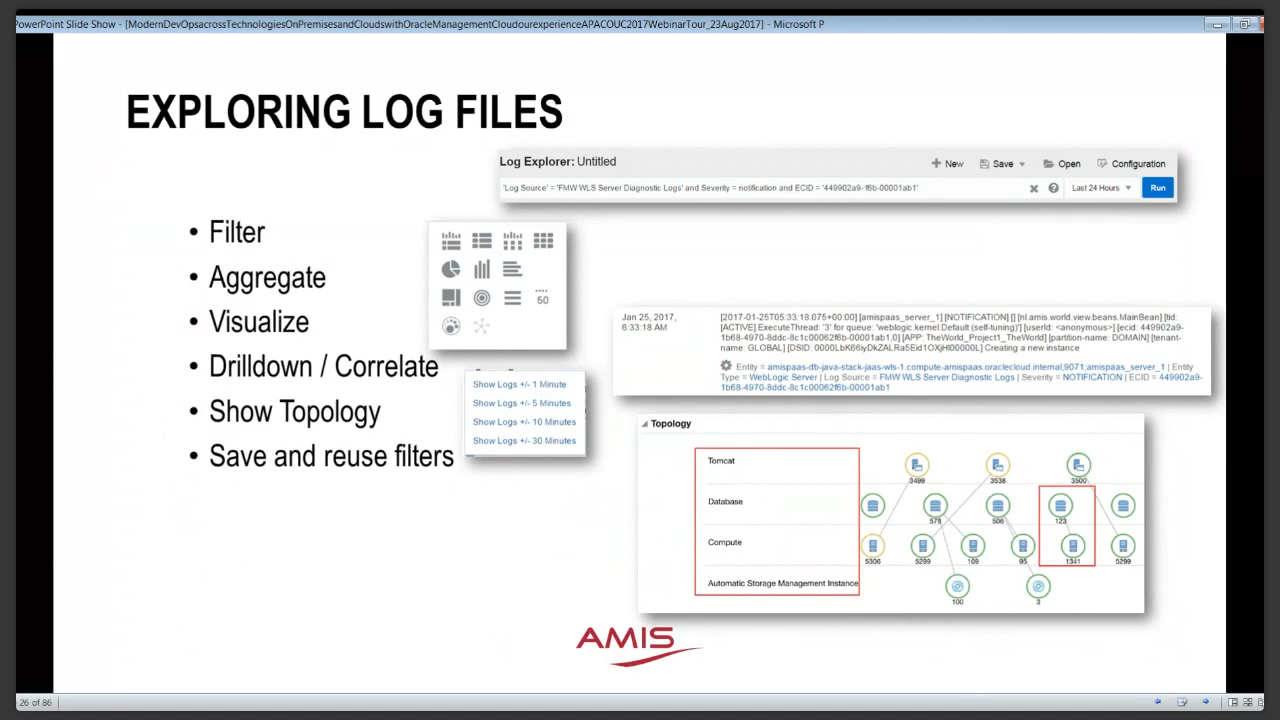 PowerPoint Slide Show - [ModernDevOpsacrossTechnologiesOnPremisesandCloudswithOracleManagementCloudourexperienceAPACOUC2017WebinarTour_23Aug2017] - Microsoft P
EXPLORING LOG FILES
Log Explorer: Untitled
New Save Open Configuration
'Log Source' = 'FMW WLS Server Diagnostic Logs' and Severity = notification and ECID = '449902a9-1f6b-00001ab1'
Last 24 Hours Run
• Filter
• Aggregate
• Visualize
• Drilldown / Correlate
• Show Topology
• Save and reuse filters
50
Show Logs +/- 1 Minute
Show Logs +/- 5 Minutes
Show Logs +/- 10 Minutes
Show Logs +/- 30 Minutes
Jan 25, 2017,
6:33:18 AM
[2017-01-25T05:33:18.075+00:00] [amispaas_server_1] [NOTIFICATION] [] [nl.amis.world.view.beans.MainBean] [tid:
[ACTIVE].ExecuteThread: '3' for queue: 'weblogic.kernel.Default (self-tuning)'] [userId: <anonymous>] [ecid: 449902a9-
1b68-4970-8ddc-8c1c00062f6b-00001ab1,0] [APP: TheWorld_Project1_TheWorld] [partition-name: DOMAIN] [tenant-
name: GLOBAL] [DSID: 0000LbK66iyDkZALRa5Eid1OXjHI00000L] Creating a new instance
Entity = amispaas-db-java-stack-jaas-wls-1.compute-amispaas.oraclecloud.internal,9071;amispaas_server_1 | Entity
Type = WebLogic Server | Log Source = FMW WLS Server Diagnostic Logs | Severity = NOTIFICATION | ECID = 449902a9-
1b68-4970-8ddc-8c1c00062f6b-00001ab1
Topology
Tomcat
3499 3538 3500
Database
578 506 123
Compute
5306 5299 109 95 1341 5299
Automatic Storage Management Instance
100 3
AMIS
26 of 86